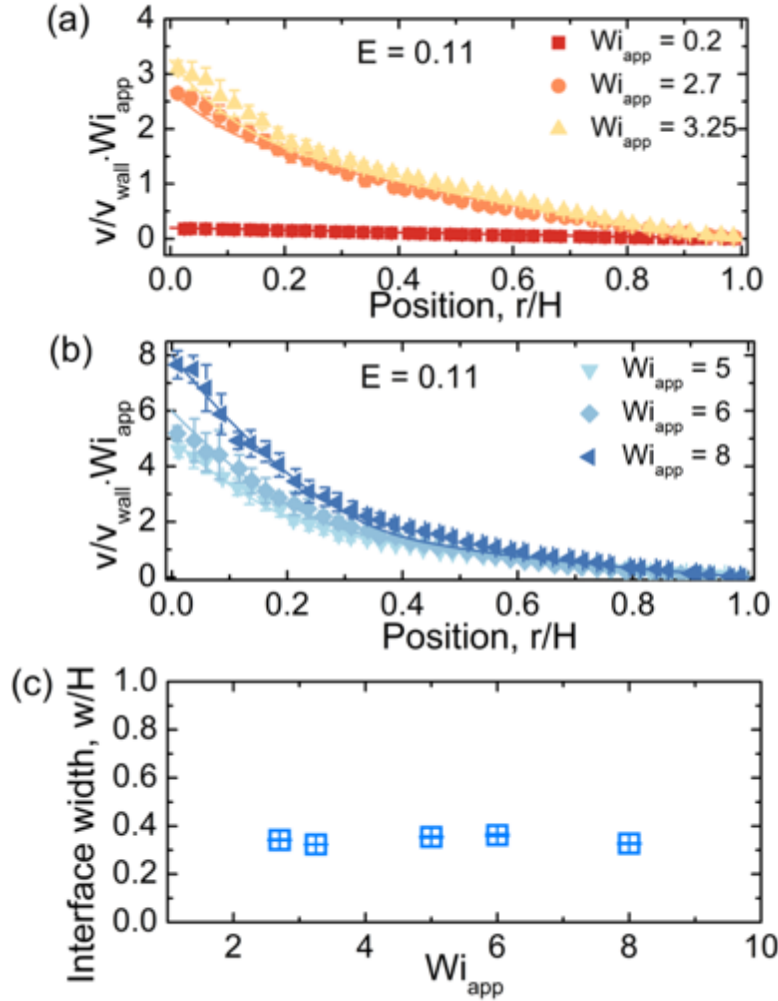 (a)
E = 0.11
Wi_app = 0.2
Wi_app = 2.7
Wi_app = 3.25
v/v_wall·Wi_app
4
3
2
1
0
0.0 0.2 0.4 0.6 0.8 1.0
Position, r/H
(b)
E = 0.11
Wi_app = 5
Wi_app = 6
Wi_app = 8
v/v_wall·Wi_app
8
6
4
2
0
0.0 0.2 0.4 0.6 0.8 1.0
Position, r/H
(c)
Interface width, w/H
1.0
0.8
0.6
0.4
0.2
0.0
2 4 6 8 10
Wi_app